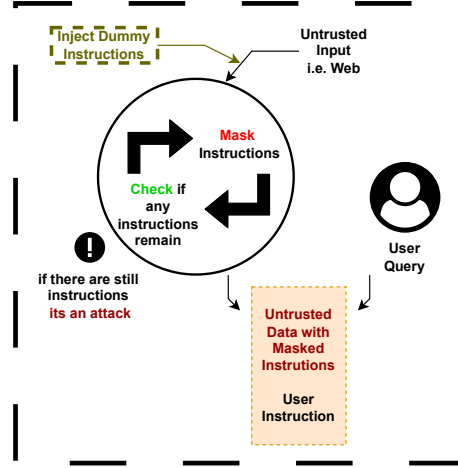 Inject Dummy
Instructions
Untrusted
Input
i.e. Web
Mask
Instructions
Check if
any
instructions
remain
!
if there are still
instructions
its an attack
User
Query
Untrusted
Data with
Masked
Instrutions
User
Instruction